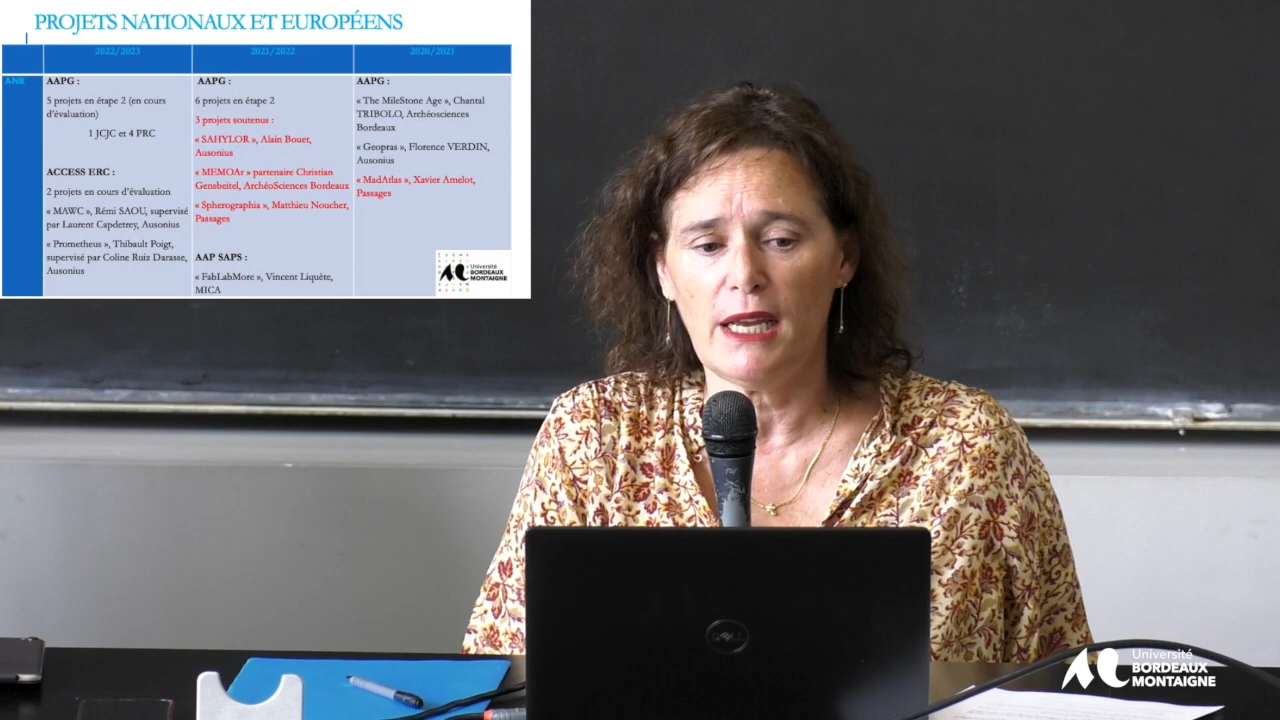 PROJETS NATIONAUX ET EUROPÉENS
2022/2023
2021/2022
2020/2021
ANR
AAPG :
5 projets en étape 2 (en cours
d'évaluation)
1 JCJC et 4 PRC
ACCESS ERC :
2 projets en cours d'évaluation
« MAWC », Rémi SAOU, supervisé
par Laurent Capdetrey, Ausonius
« Prometheus », Thibault Poigt,
supervisé par Coline Ruiz Darasse,
Ausonius
AAPG :
6 projets en étape 2
3 projets soutenus :
« SAHYLOR », Alain Bouet,
Ausonius
« MEMOAr » partenaire Christian
Gensbeitel, ArchéoSciences Bordeaux
« Spherographia », Matthieu Noucher,
Passages
AAP SAPS :
« FabLabMore », Vincent Liquète,
MICA
AAPG :
« The MileStone Age », Chantal
TRIBOLO, Archéosciences
Bordeaux
« Geopras », Florence VERDIN,
Ausonius
« MadAtlas », Xavier Amelot,
Passages
Université
BORDEAUX
MONTAIGNE
DELL
Université
BORDEAUX
MONTAIGNE